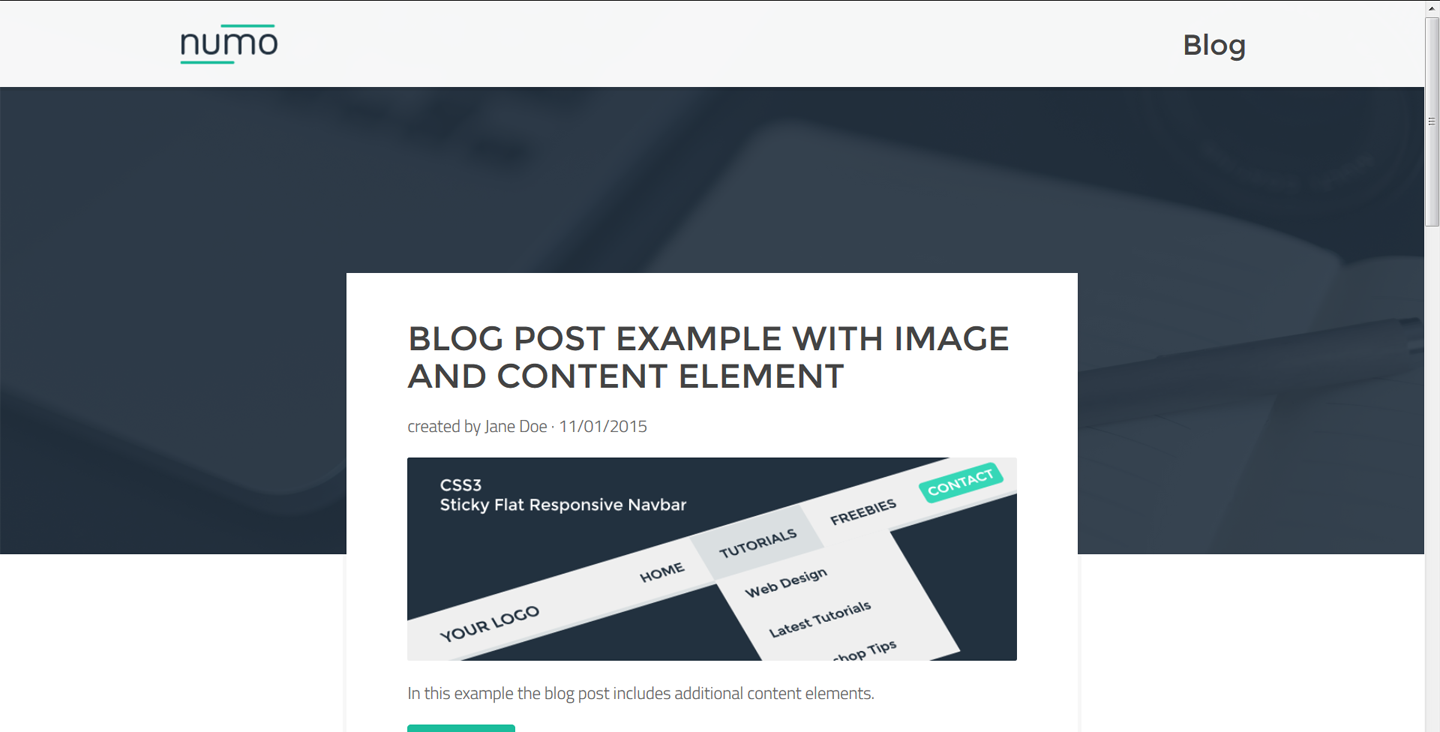 numo
Blog
BLOG POST EXAMPLE WITH IMAGE
AND CONTENT ELEMENT
created by Jane Doe · 11/01/2015
CSS3
Sticky Flat Responsive Navbar
YOUR LOGO
HOME
TUTORIALS
FREEBIES
CONTACT
Web Design
Latest Tutorials
Tips
In this example the blog post includes additional content elements.